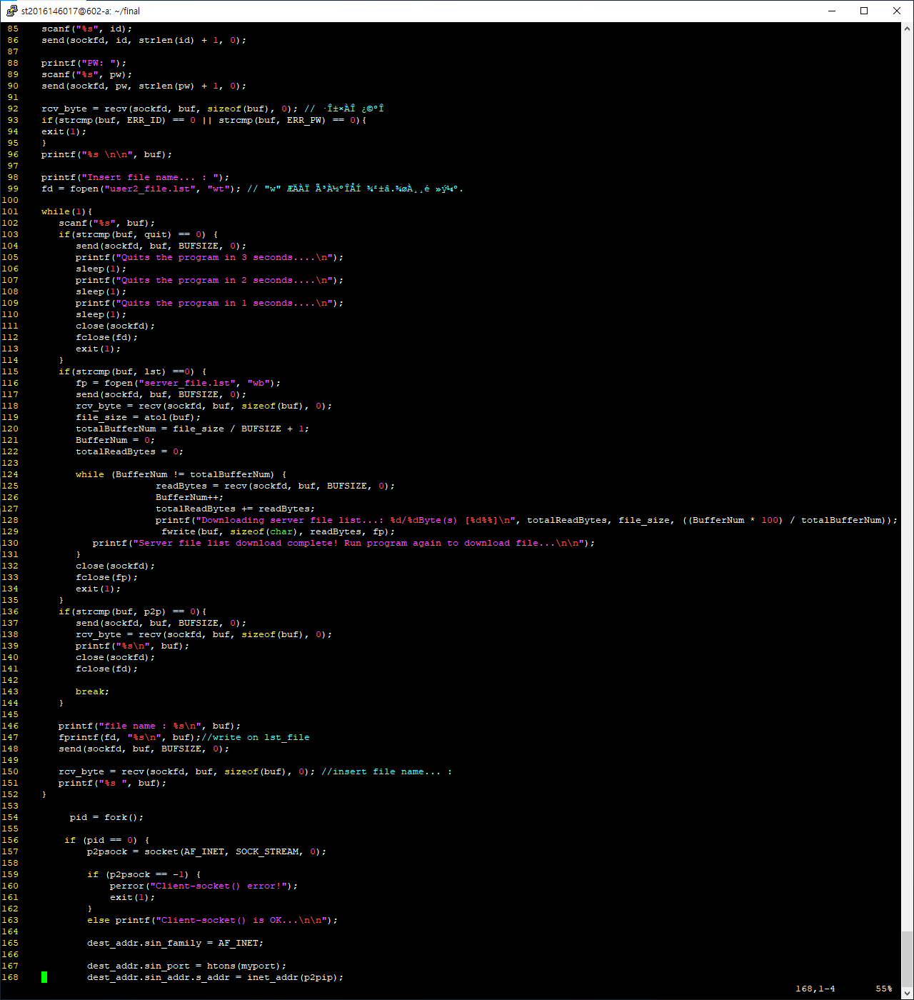 st2016146017@602-a: ~/final
85    scanf("%s", id);
86    send(sockfd, id, strlen(id) + 1, 0);
87
88    printf("PW: ");
89    scanf("%s", pw);
90    send(sockfd, pw, strlen(pw) + 1, 0);
91
92    rcv_byte = recv(sockfd, buf, sizeof(buf), 0); // ·Î±×ÀÎ ¿©ºÎ
93    if(strcmp(buf, ERR_ID) == 0 || strcmp(buf, ERR_PW) == 0){
94    exit(1);
95    }
96    printf("%s \n\n", buf);
97
98    printf("Insert file name... : ");
99    fd = fopen("user2_file.lst", "wt"); // "w" ÆÄÀÏ Ã³À½ºÎÅÍ ¾²±â.¾øÀ¸¸é »ý¼º.
100
101    while(1){
102       scanf("%s", buf);
103       if(strcmp(buf, quit) == 0) {
104          send(sockfd, buf, BUFSIZE, 0);
105          printf("Quits the program in 3 seconds....\n");
106          sleep(1);
107          printf("Quits the program in 2 seconds....\n");
108          sleep(1);
109          printf("Quits the program in 1 seconds....\n");
110          sleep(1);
111          close(sockfd);
112          fclose(fd);
113          exit(1);
114       }
115       if(strcmp(buf, lst) ==0) {
116          fp = fopen("server_file.lst", "wb");
117          send(sockfd, buf, BUFSIZE, 0);
118          rcv_byte = recv(sockfd, buf, sizeof(buf), 0);
119          file_size = atol(buf);
120          totalBufferNum = file_size / BUFSIZE + 1;
121          BufferNum = 0;
122          totalReadBytes = 0;
123
124          while (BufferNum != totalBufferNum) {
125                        readBytes = recv(sockfd, buf, BUFSIZE, 0);
126                        BufferNum++;
127                        totalReadBytes += readBytes;
128                        printf("Downloading server file list...: %d/%dByte(s) [%d%%]\n", totalReadBytes, file_size, ((BufferNum * 100) / totalBufferNum));
129                         fwrite(buf, sizeof(char), readBytes, fp);
130             printf("Server file list download complete! Run program again to download file...\n\n");
131          }
132          close(sockfd);
133          fclose(fp);
134          exit(1);
135       }
136       if(strcmp(buf, p2p) == 0){
137          send(sockfd, buf, BUFSIZE, 0);
138          rcv_byte = recv(sockfd, buf, sizeof(buf), 0);
139          printf("%s\n", buf);
140          close(sockfd);
141          fclose(fd);
142
143          break;
144       }
145
146       printf("file name : %s\n", buf);
147       fprintf(fd, "%s\n", buf);//write on lst_file
148       send(sockfd, buf, BUFSIZE, 0);
149
150       rcv_byte = recv(sockfd, buf, sizeof(buf), 0); //insert file name... :
151       printf("%s ", buf);
152    }
153
154         pid = fork();
155
156        if (pid == 0) {
157            p2psock = socket(AF_INET, SOCK_STREAM, 0);
158
159            if (p2psock == -1) {
160                perror("Client-socket() error!");
161                exit(1);
162            }
163            else printf("Client-socket() is OK...\n\n");
164
165            dest_addr.sin_family = AF_INET;
166
167            dest_addr.sin_port = htons(myport);
168            dest_addr.sin_addr.s_addr = inet_addr(p2pip);
168,1-4       55%